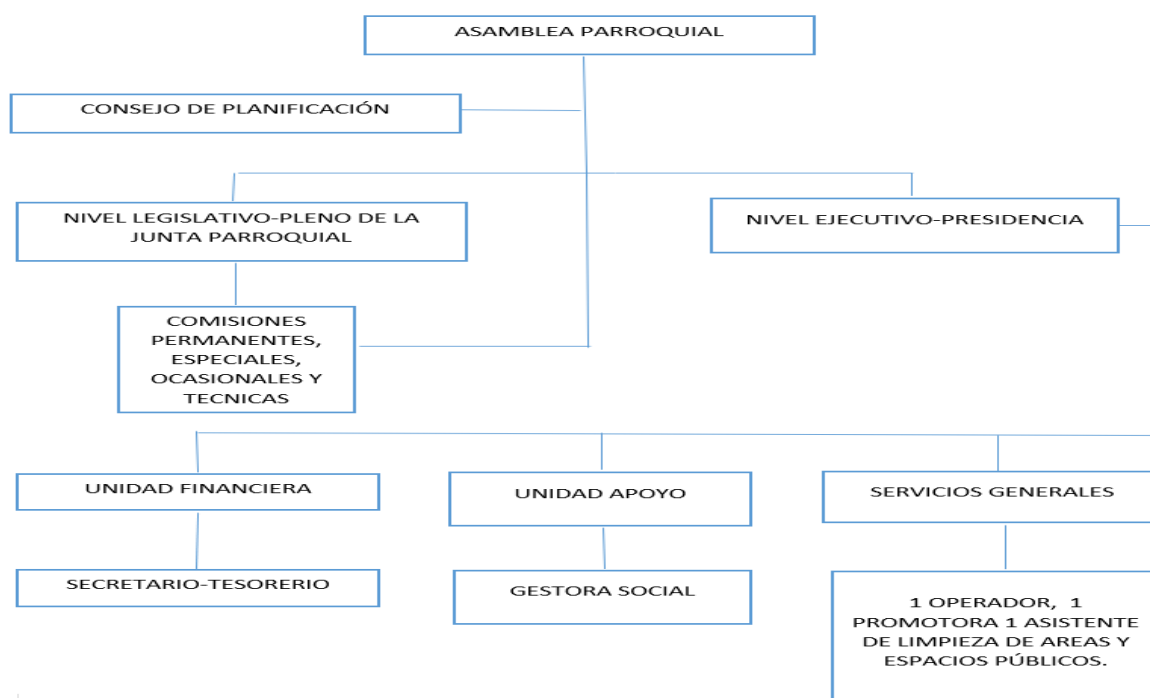 ASAMBLEA PARROQUIAL
CONSEJO DE PLANIFICACIÓN
NIVEL LEGISLATIVO-PLENO DE LA
JUNTA PARROQUIAL
NIVEL EJECUTIVO-PRESIDENCIA
COMISIONES
PERMANENTES,
ESPECIALES,
OCASIONALES Y
TECNICAS
UNIDAD FINANCIERA
UNIDAD APOYO
SERVICIOS GENERALES
SECRETARIO-TESORERIO
GESTORA SOCIAL
1 OPERADOR, 1
PROMOTORA 1 ASISTENTE
DE LIMPIEZA DE AREAS Y
ESPACIOS PÚBLICOS.